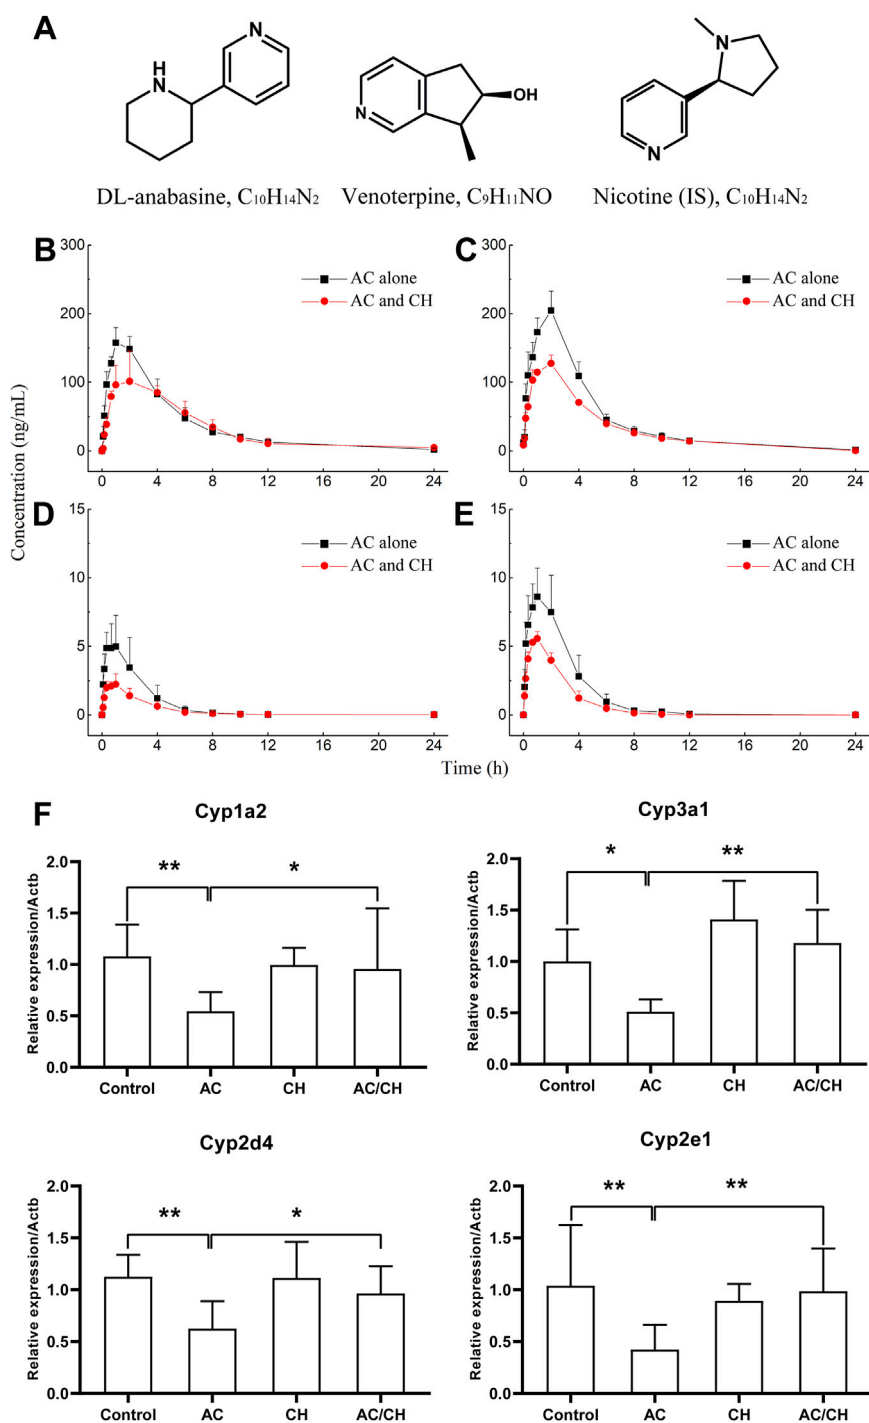 A
N
H
N
N
OH
N
N
DL-anabasine, C10H14N2
Venoterpine, C9H11NO
Nicotine (IS), C10H14N2
Concentration (ng/mL)
B
300
200
100
0
AC alone
AC and CH
0 4 8 12 16 20 24
C
300
200
100
0
AC alone
AC and CH
0 4 8 12 16 20 24
D
15
10
5
0
AC alone
AC and CH
0 4 8 12 16 20 24
E
15
10
5
0
AC alone
AC and CH
0 4 8 12 16 20 24
Time (h)
F
Cyp1a2
Relative expression/Actb
2.0
1.5
1.0
0.5
0.0
** *
Control AC CH AC/CH
Cyp3a1
Relative expression/Actb
2.0
1.5
1.0
0.5
0.0
* **
Control AC CH AC/CH
Cyp2d4
Relative expression/Actb
2.0
1.5
1.0
0.5
0.0
** *
Control AC CH AC/CH
Cyp2e1
Relative expression/Actb
2.0
1.5
1.0
0.5
0.0
** **
Control AC CH AC/CH